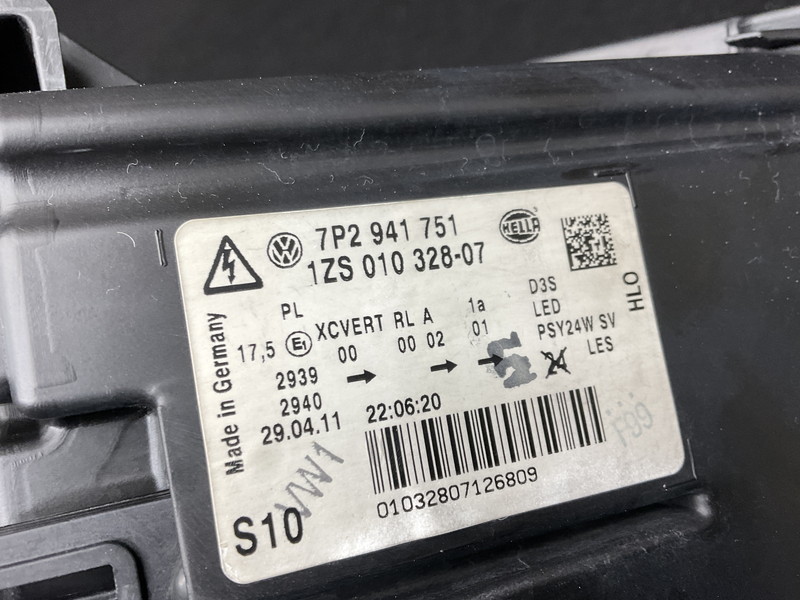 7P2 941 751
1ZS 010 328-07
HELLA
HLO
Made in Germany
PL
17,5 E1 XCVERT RL A 1a
00 00 02 01
2939
2940
D3S
LED
PSY24W SV
24 LES
29.04.11 22:06:20
01032807126809
S10
F99